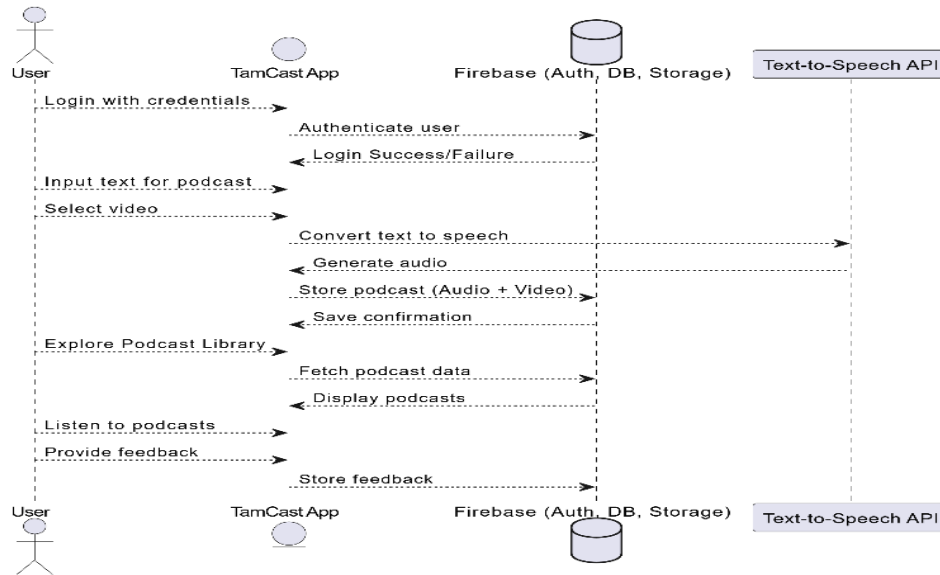 User
TamCast App
Firebase (Auth, DB, Storage)
Text-to-Speech API
Login with credentials
Authenticate user
Login Success/Failure
Input text for podcast
Select video
Convert text to speech
Generate audio
Store podcast (Audio + Video)
Save confirmation
Explore Podcast Library
Fetch podcast data
Display podcasts
Listen to podcasts
Provide feedback
Store feedback
User
TamCast App
Firebase (Auth, DB, Storage)
Text-to-Speech API